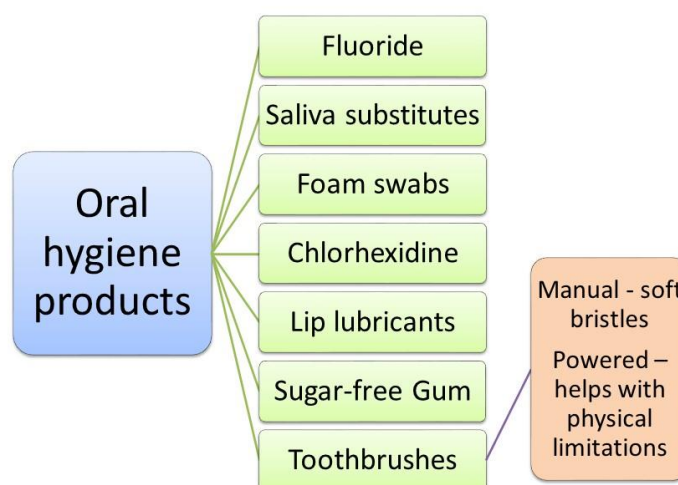 Oral
hygiene
products
Fluoride
Saliva substitutes
Foam swabs
Chlorhexidine
Lip lubricants
Sugar-free Gum
Toothbrushes
Manual - soft
bristles
Powered –
helps with
physical
limitations